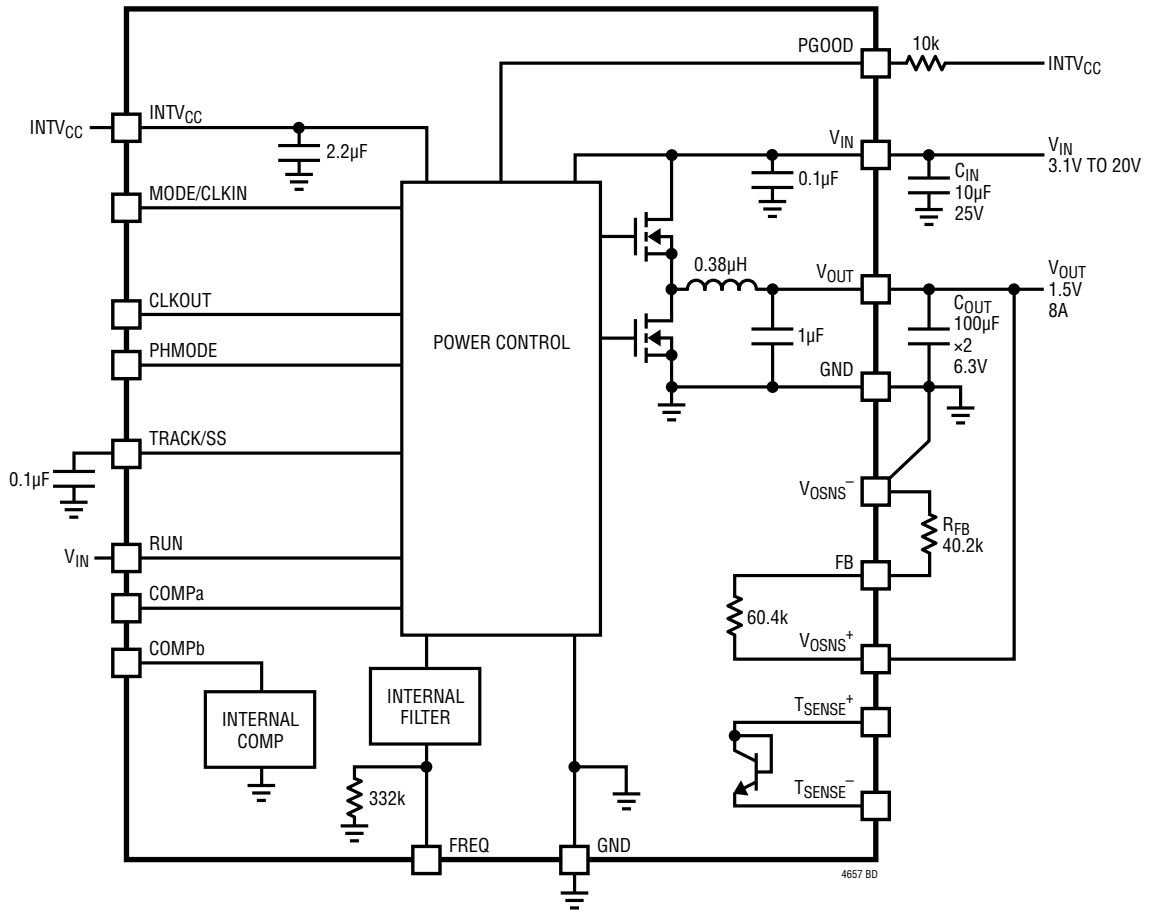 PGOOD
10k
INTVCC
INTVCC
INTVCC
2.2µF
VIN
VIN
3.1V TO 20V
0.1µF
CIN
10µF
25V
MODE/CLKIN
0.38µH
VOUT
VOUT
1.5V
8A
CLKOUT
COUT
100µF
×2
6.3V
1µF
POWER CONTROL
PHMODE
GND
TRACK/SS
0.1µF
VOSNS–
RFB
40.2k
RUN
VIN
FB
COMPa
60.4k
COMPb
VOSNS+
INTERNAL
FILTER
INTERNAL
COMP
TSENSE+
TSENSE–
332k
FREQ
GND
4657 BD